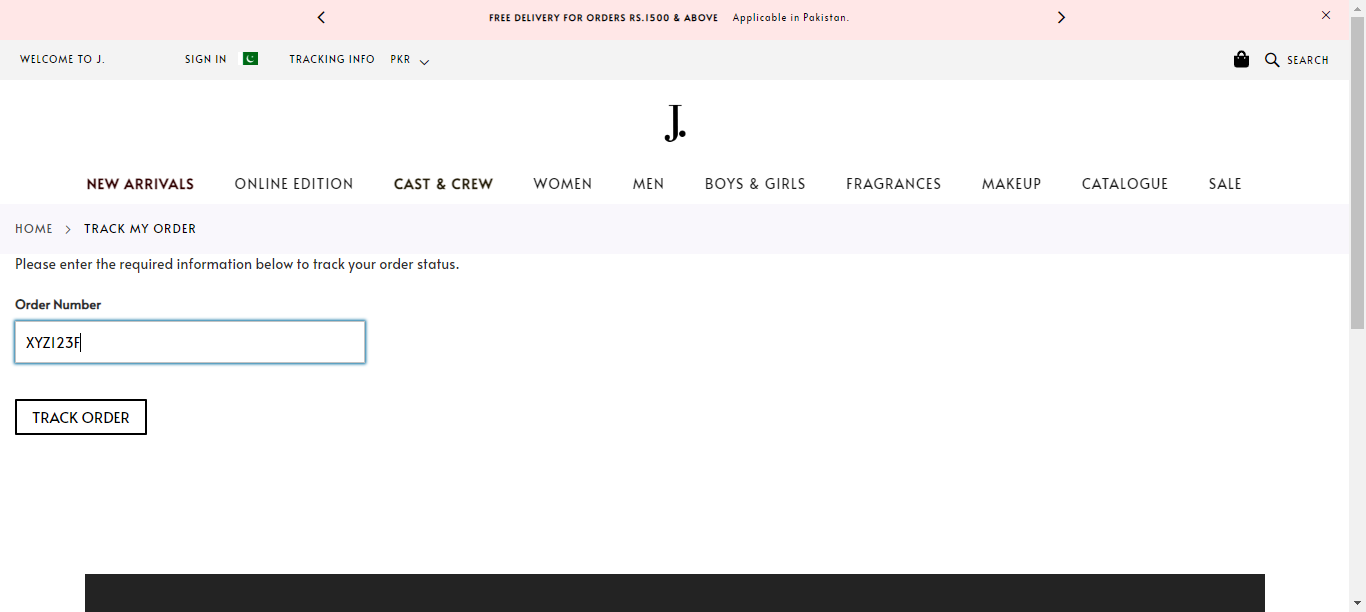 FREE DELIVERY FOR ORDERS RS.1500 & ABOVE Applicable in Pakistan.
WELCOME TO J. SIGN IN TRACKING INFO PKR SEARCH
J.
NEW ARRIVALS ONLINE EDITION CAST & CREW WOMEN MEN BOYS & GIRLS FRAGRANCES MAKEUP CATALOGUE SALE
HOME > TRACK MY ORDER
Please enter the required information below to track your order status.
Order Number
XYZ123F
TRACK ORDER